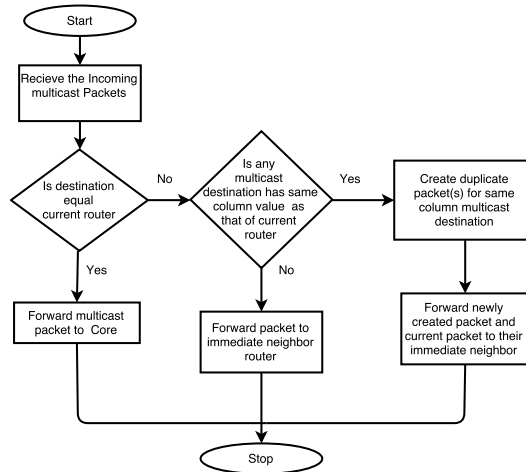 Start
Recieve the Incoming
multicast Packets
Is destination
equal
current router
No
Is any
multicast
destination has same
column value as
that of current
router
Yes
Create duplicate
packet(s) for same
column multicast
destination
Yes
No
Forward multicast
packet to Core
Forward packet to
immediate neighbor
router
Forward newly
created packet and
current packet to their
immediate neighbor
Stop